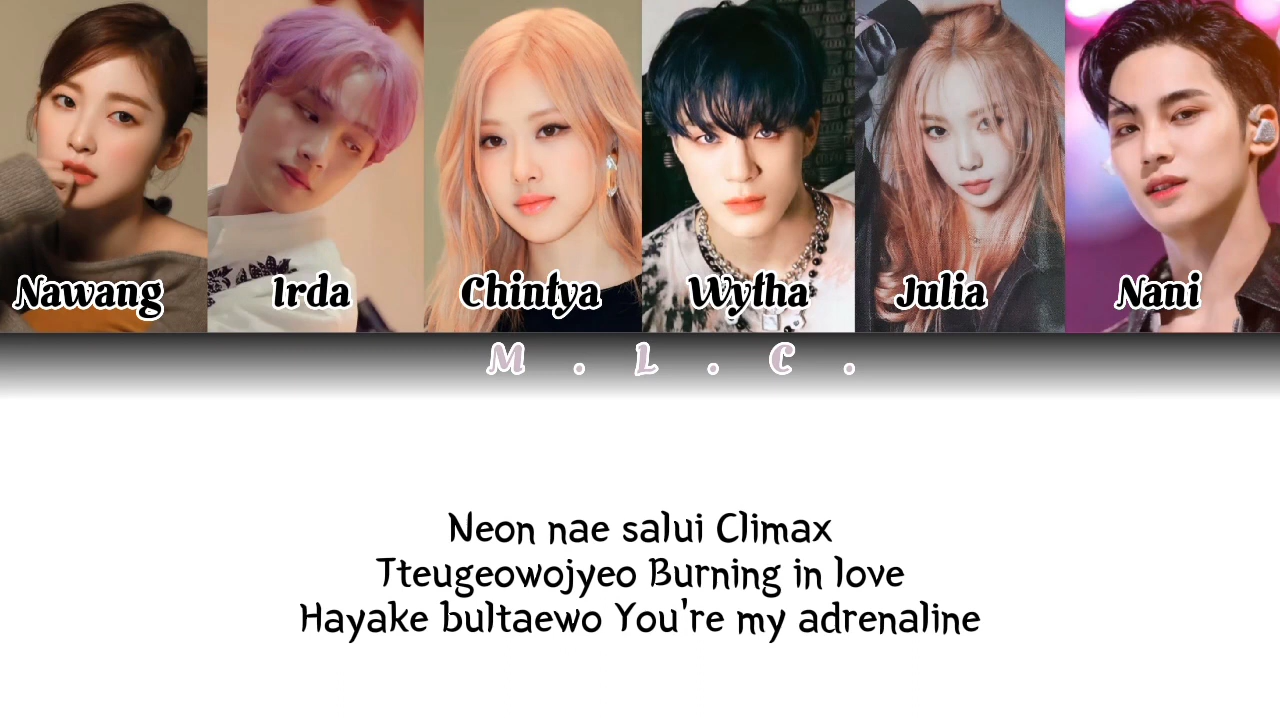 Nawang Irda Chintya Wytha Julia Nani
M . L . C .
Neon nae salui Climax
Tteugeowojyeo Burning in love
Hayake bultaewo You're my adrenaline